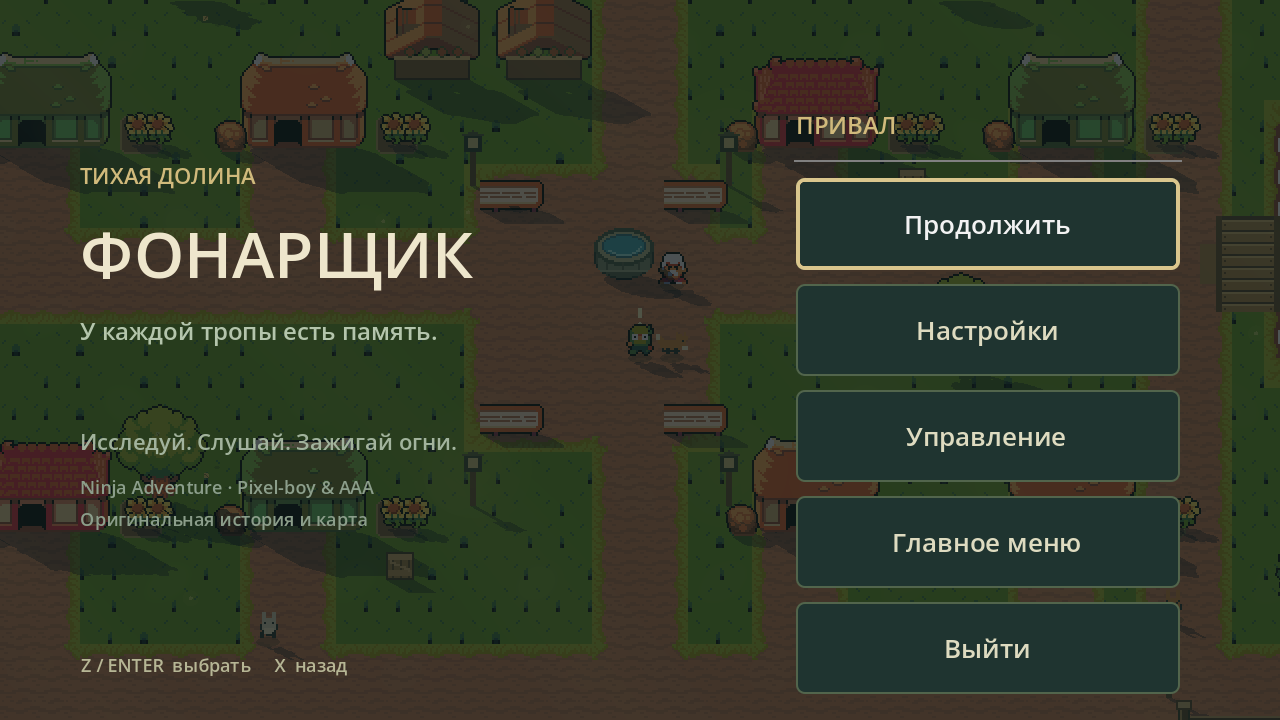 ТИХАЯ ДОЛИНА
ФОНАРЩИК
У каждой тропы есть память.
Исследуй. Слушай. Зажигай огни.
Ninja Adventure · Pixel-boy & AAA
Оригинальная история и карта
Z / ENTER выбрать X назад
ПРИВАЛ
Продолжить
Настройки
Управление
Главное меню
Выйти